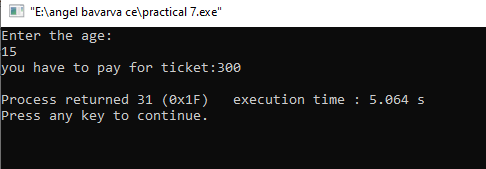 "E:\angel bavarva ce\practical 7.exe"
Enter the age:
15
you have to pay for ticket:300
Process returned 31 (0x1F)   execution time : 5.064 s
Press any key to continue.